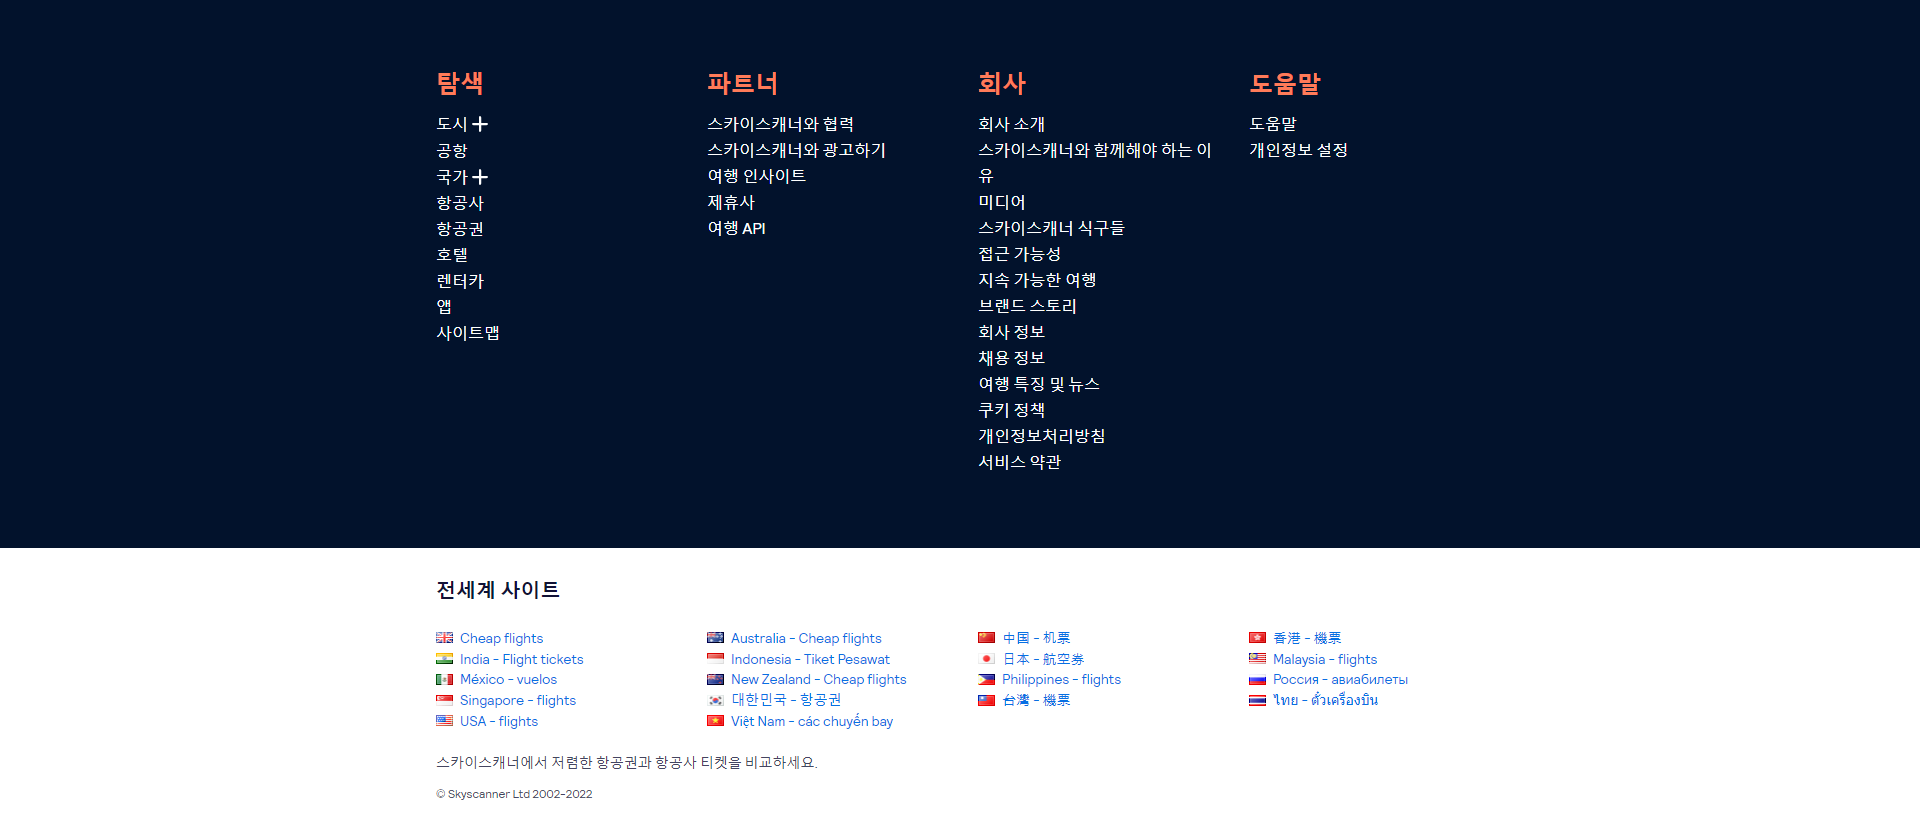 탐색
도시
공항
국가
항공사
항공권
호텔
렌터카
앱
사이트맵
파트너
스카이스캐너와 협력
스카이스캐너와 광고하기
여행 인사이트
제휴사
여행 API
회사
회사 소개
스카이스캐너와 함께해야 하는 이
유
미디어
스카이스캐너 식구들
접근 가능성
지속 가능한 여행
브랜드 스토리
회사 정보
채용 정보
여행 특징 및 뉴스
쿠키 정책
개인정보처리방침
서비스 약관
도움말
도움말
개인정보 설정
전세계 사이트
Cheap flights
India - Flight tickets
México - vuelos
Singapore - flights
USA - flights
Australia - Cheap flights
Indonesia - Tiket Pesawat
New Zealand - Cheap flights
대한민국 - 항공권
Việt Nam - các chuyến bay
中国 - 机票
日本 - 航空券
Philippines - flights
台灣 - 機票
香港 - 機票
Malaysia - flights
Россия - авиабилеты
ไทย - ตั๋วเครื่องบิน
스카이스캐너에서 저렴한 항공권과 항공사 티켓을 비교하세요.
© Skyscanner Ltd 2002-2022